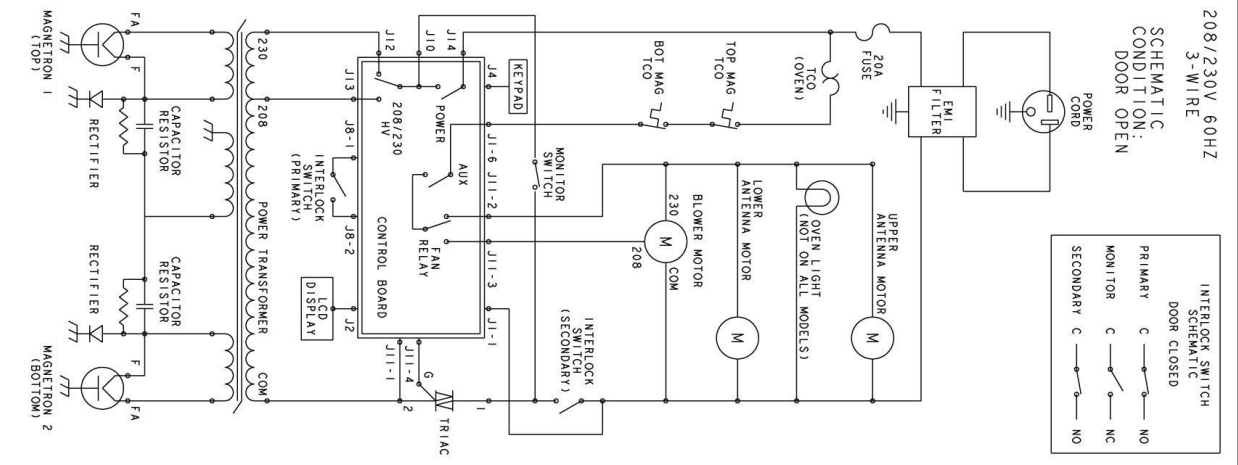 208/230V 60HZ
3-WIRE
SCHEMATIC
CONDITION:
DOOR OPEN
POWER
CORD
EMI
FILTER
20A
FUSE
TCO
(OVEN)
TOP MAG
TCO
BOT MAG
TCO
INTERLOCK SWITCH
SCHEMATIC
DOOR CLOSED
PRIMARY C NO
MONITOR C NC
SECONDARY C NO
UPPER
ANTENNA MOTOR
M
OVEN LIGHT
(NOT ON ALL MODELS)
LOWER
ANTENNA MOTOR
M
BLOWER MOTOR
230
M
COM
208
MONITOR
SWITCH
INTERLOCK
SWITCH
(SECONDARY)
KEYPAD
J4
J1-6
J11-2
J11-3
J1-1
J14
J10
J12
POWER
AUX
FAN
RELAY
208/230
HV
CONTROL BOARD
J13
J8-1
J8-2
J2
INTERLOCK
SWITCH
(PRIMARY)
LCD
DISPLAY
J11-4
J11-1
G
2
1
TRIAC
230
208
POWER TRANSFORMER
COM
CAPACITOR
RESISTOR
RECTIFIER
CAPACITOR
RESISTOR
RECTIFIER
FA
F
MAGNETRON 1
(TOP)
F
FA
MAGNETRON 2
(BOTTOM)